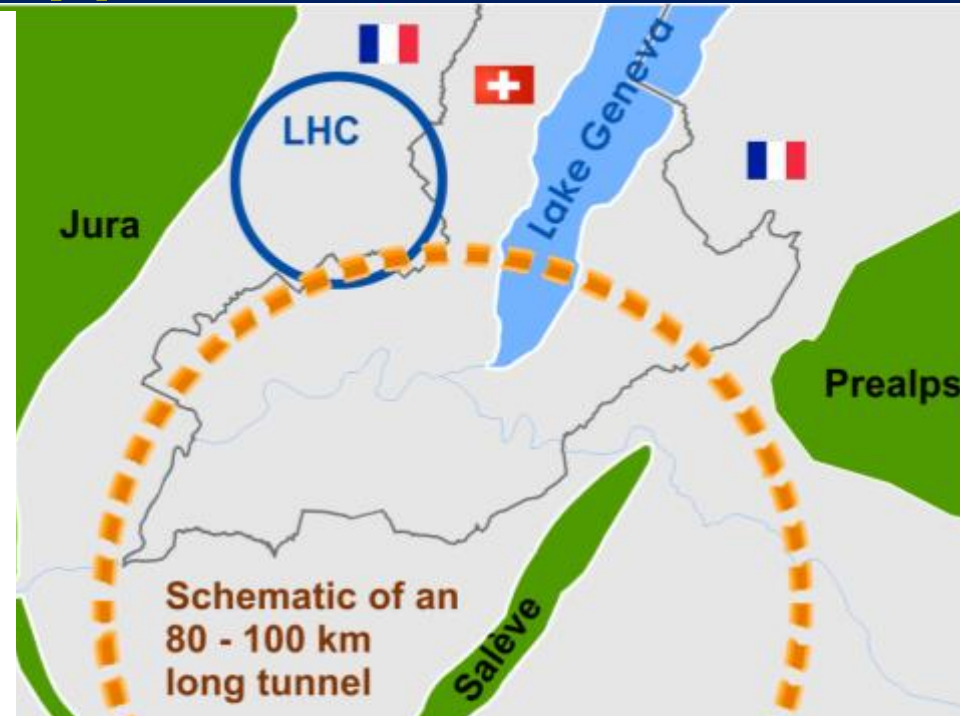 LHC
Lake Geneva
Jura
Prealps
Schematic of an
80 - 100 km
long tunnel
Salève